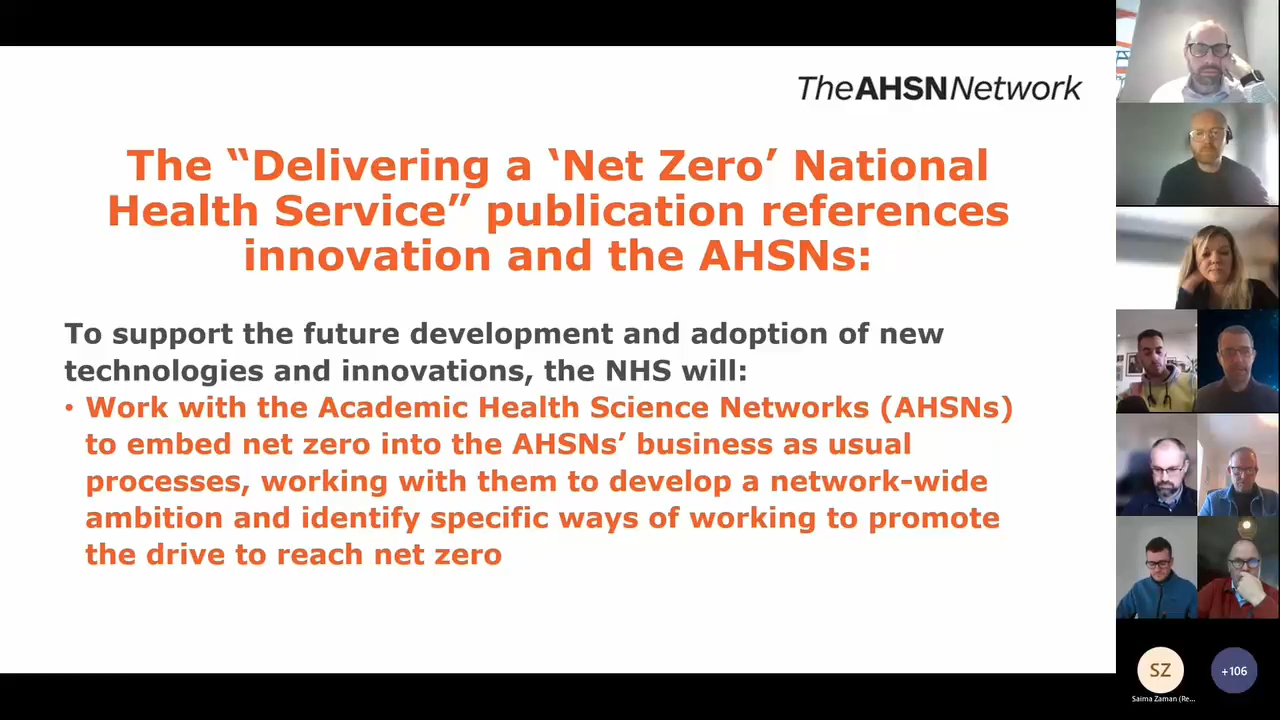 TheAHSNNetwork
The “Delivering a ‘Net Zero’ National
Health Service” publication references
innovation and the AHSNs:
To support the future development and adoption of new
technologies and innovations, the NHS will:
• Work with the Academic Health Science Networks (AHSNs)
to embed net zero into the AHSNs’ business as usual
processes, working with them to develop a network-wide
ambition and identify specific ways of working to promote
the drive to reach net zero
SZ
+106
Saima Zaman (Re...